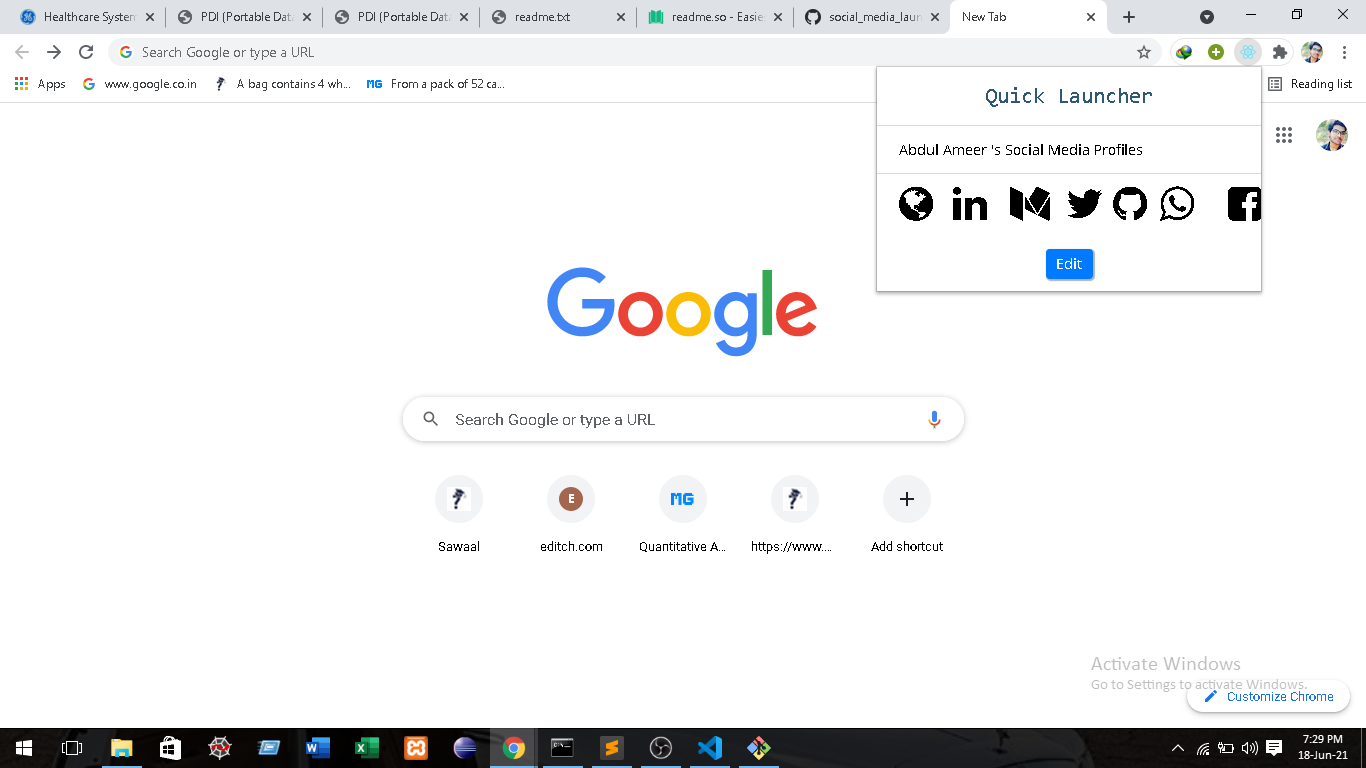 Healthcare System
PDI (Portable Data
PDI (Portable Data
readme.txt
readme.so - Easies
social_media_laun
New Tab
Search Google or type a URL
Apps
www.google.co.in
A bag contains 4 wh...
MG
From a pack of 52 ca...
Reading list
Quick Launcher
Abdul Ameer 's Social Media Profiles
Edit
Google
Search Google or type a URL
E
MG
Sawaal
editch.com
Quantitative A...
https://www....
Add shortcut
Activate Windows
Go to Settings to activate Windows.
Customize Chrome
7:29 PM
18-Jun-21